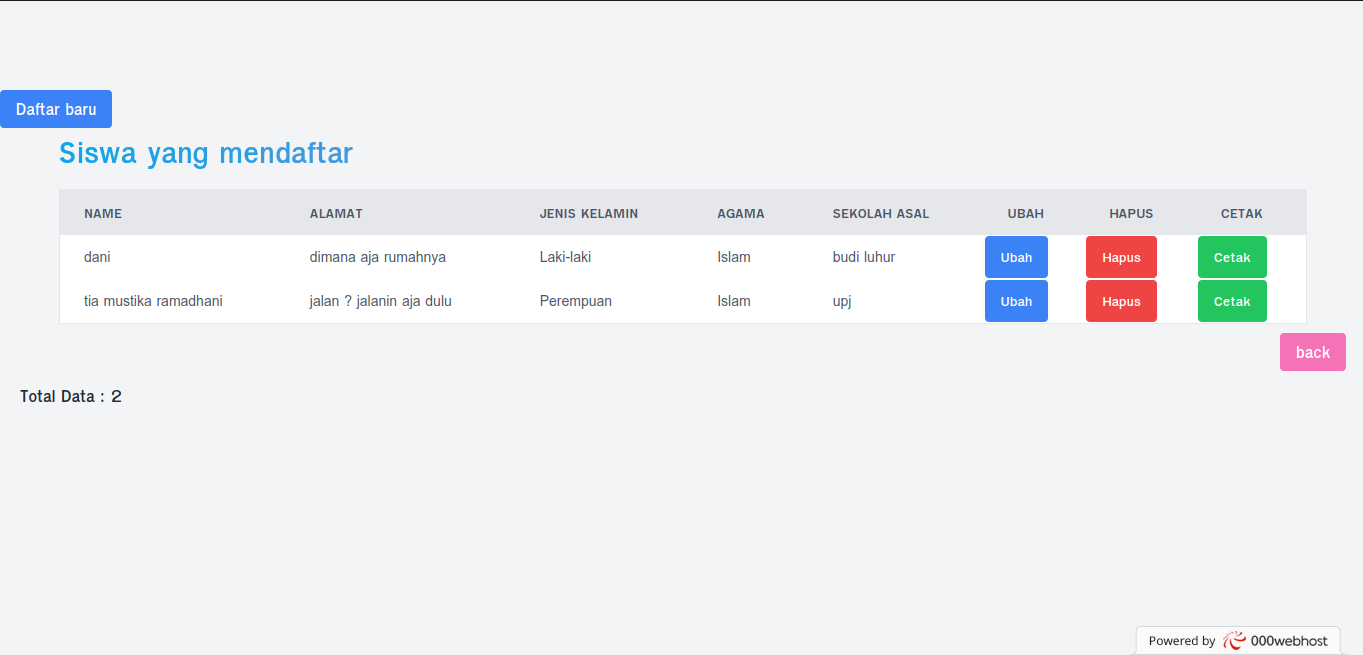 Daftar baru
Siswa yang mendaftar
NAME ALAMAT JENIS KELAMIN AGAMA SEKOLAH ASAL UBAH HAPUS CETAK
dani dimana aja rumahnya Laki-laki Islam budi luhur Ubah Hapus Cetak
tia mustika ramadhani jalan ? jalanin aja dulu Perempuan Islam upj Ubah Hapus Cetak
back
Total Data : 2
Powered by 000webhost